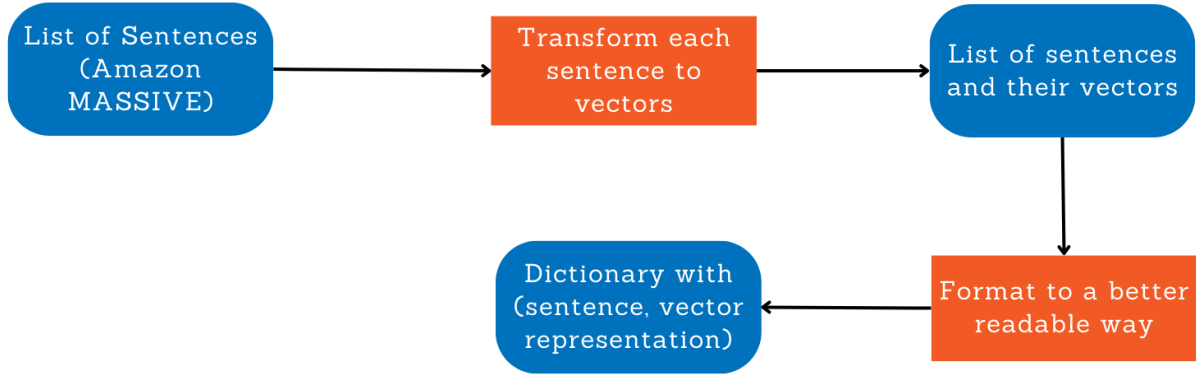 List of Sentences
(Amazon
MASSIVE)
Transform each
sentence to
vectors
List of sentences
and their vectors
Format to a better
readable way
Dictionary with
(sentence, vector
representation)